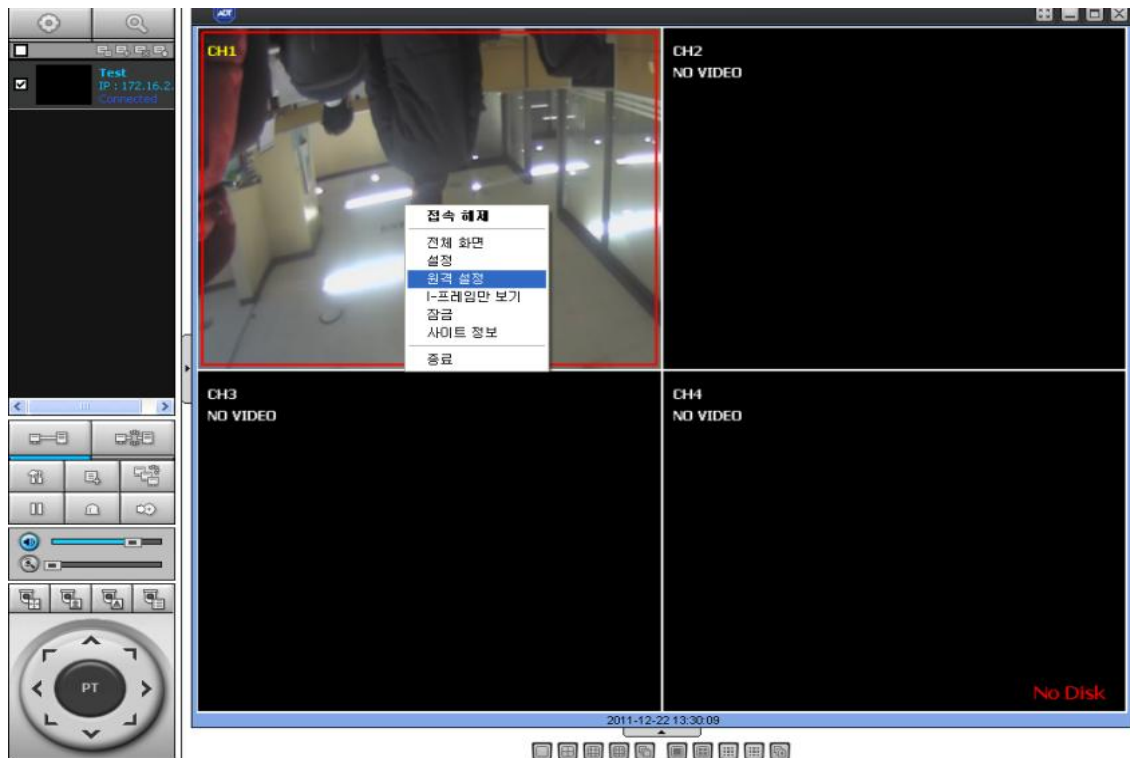 ADT
Test
IP : 172.16.2.
Connected
CH1
CH2
NO VIDEO
접속 해제
전체 화면
설정
원격 설정
I-프레임만 보기
잠금
사이트 정보
종료
CH3
NO VIDEO
CH4
NO VIDEO
PT
No Disk
2011-12-22 13:30:09